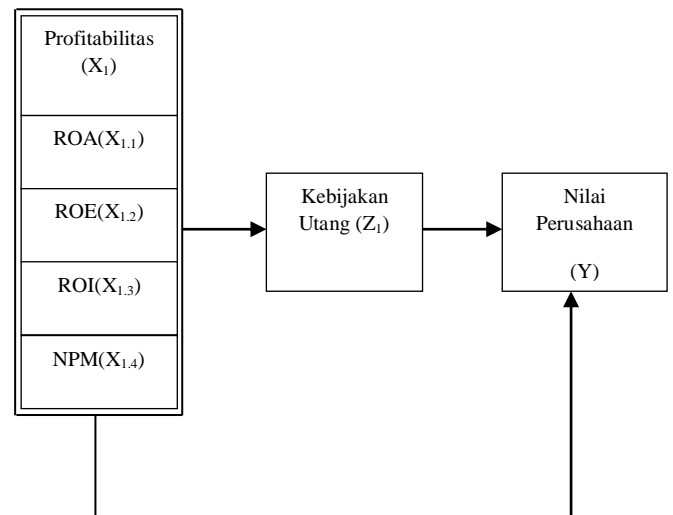 Profitabilitas
(X₁)
ROA(X₁.₁)
ROE(X₁.₂)
ROI(X₁.₃)
NPM(X₁.₄)
Kebijakan
Utang (Z₁)
Nilai
Perusahaan
(Y)